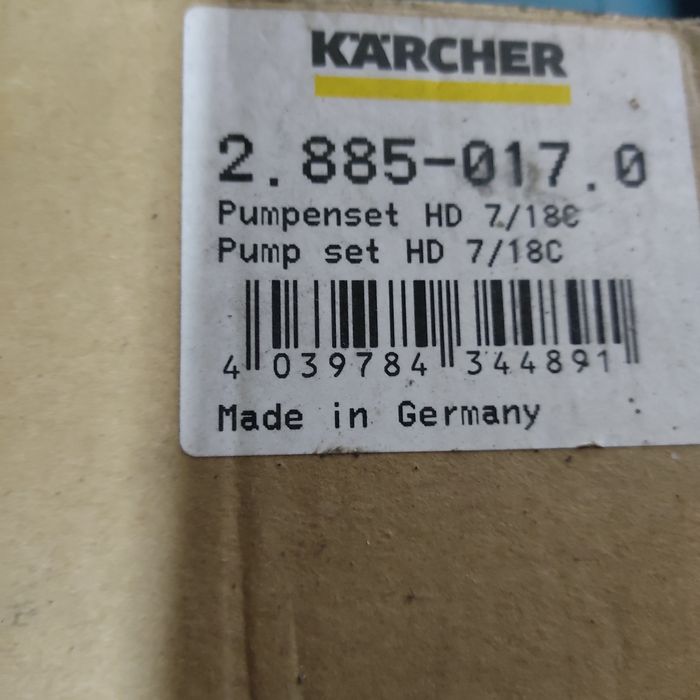 KÄRCHER
2.885-017.0
Pumpenset HD 7/18C
Pump set HD 7/18C
4 039784 344891
Made in Germany